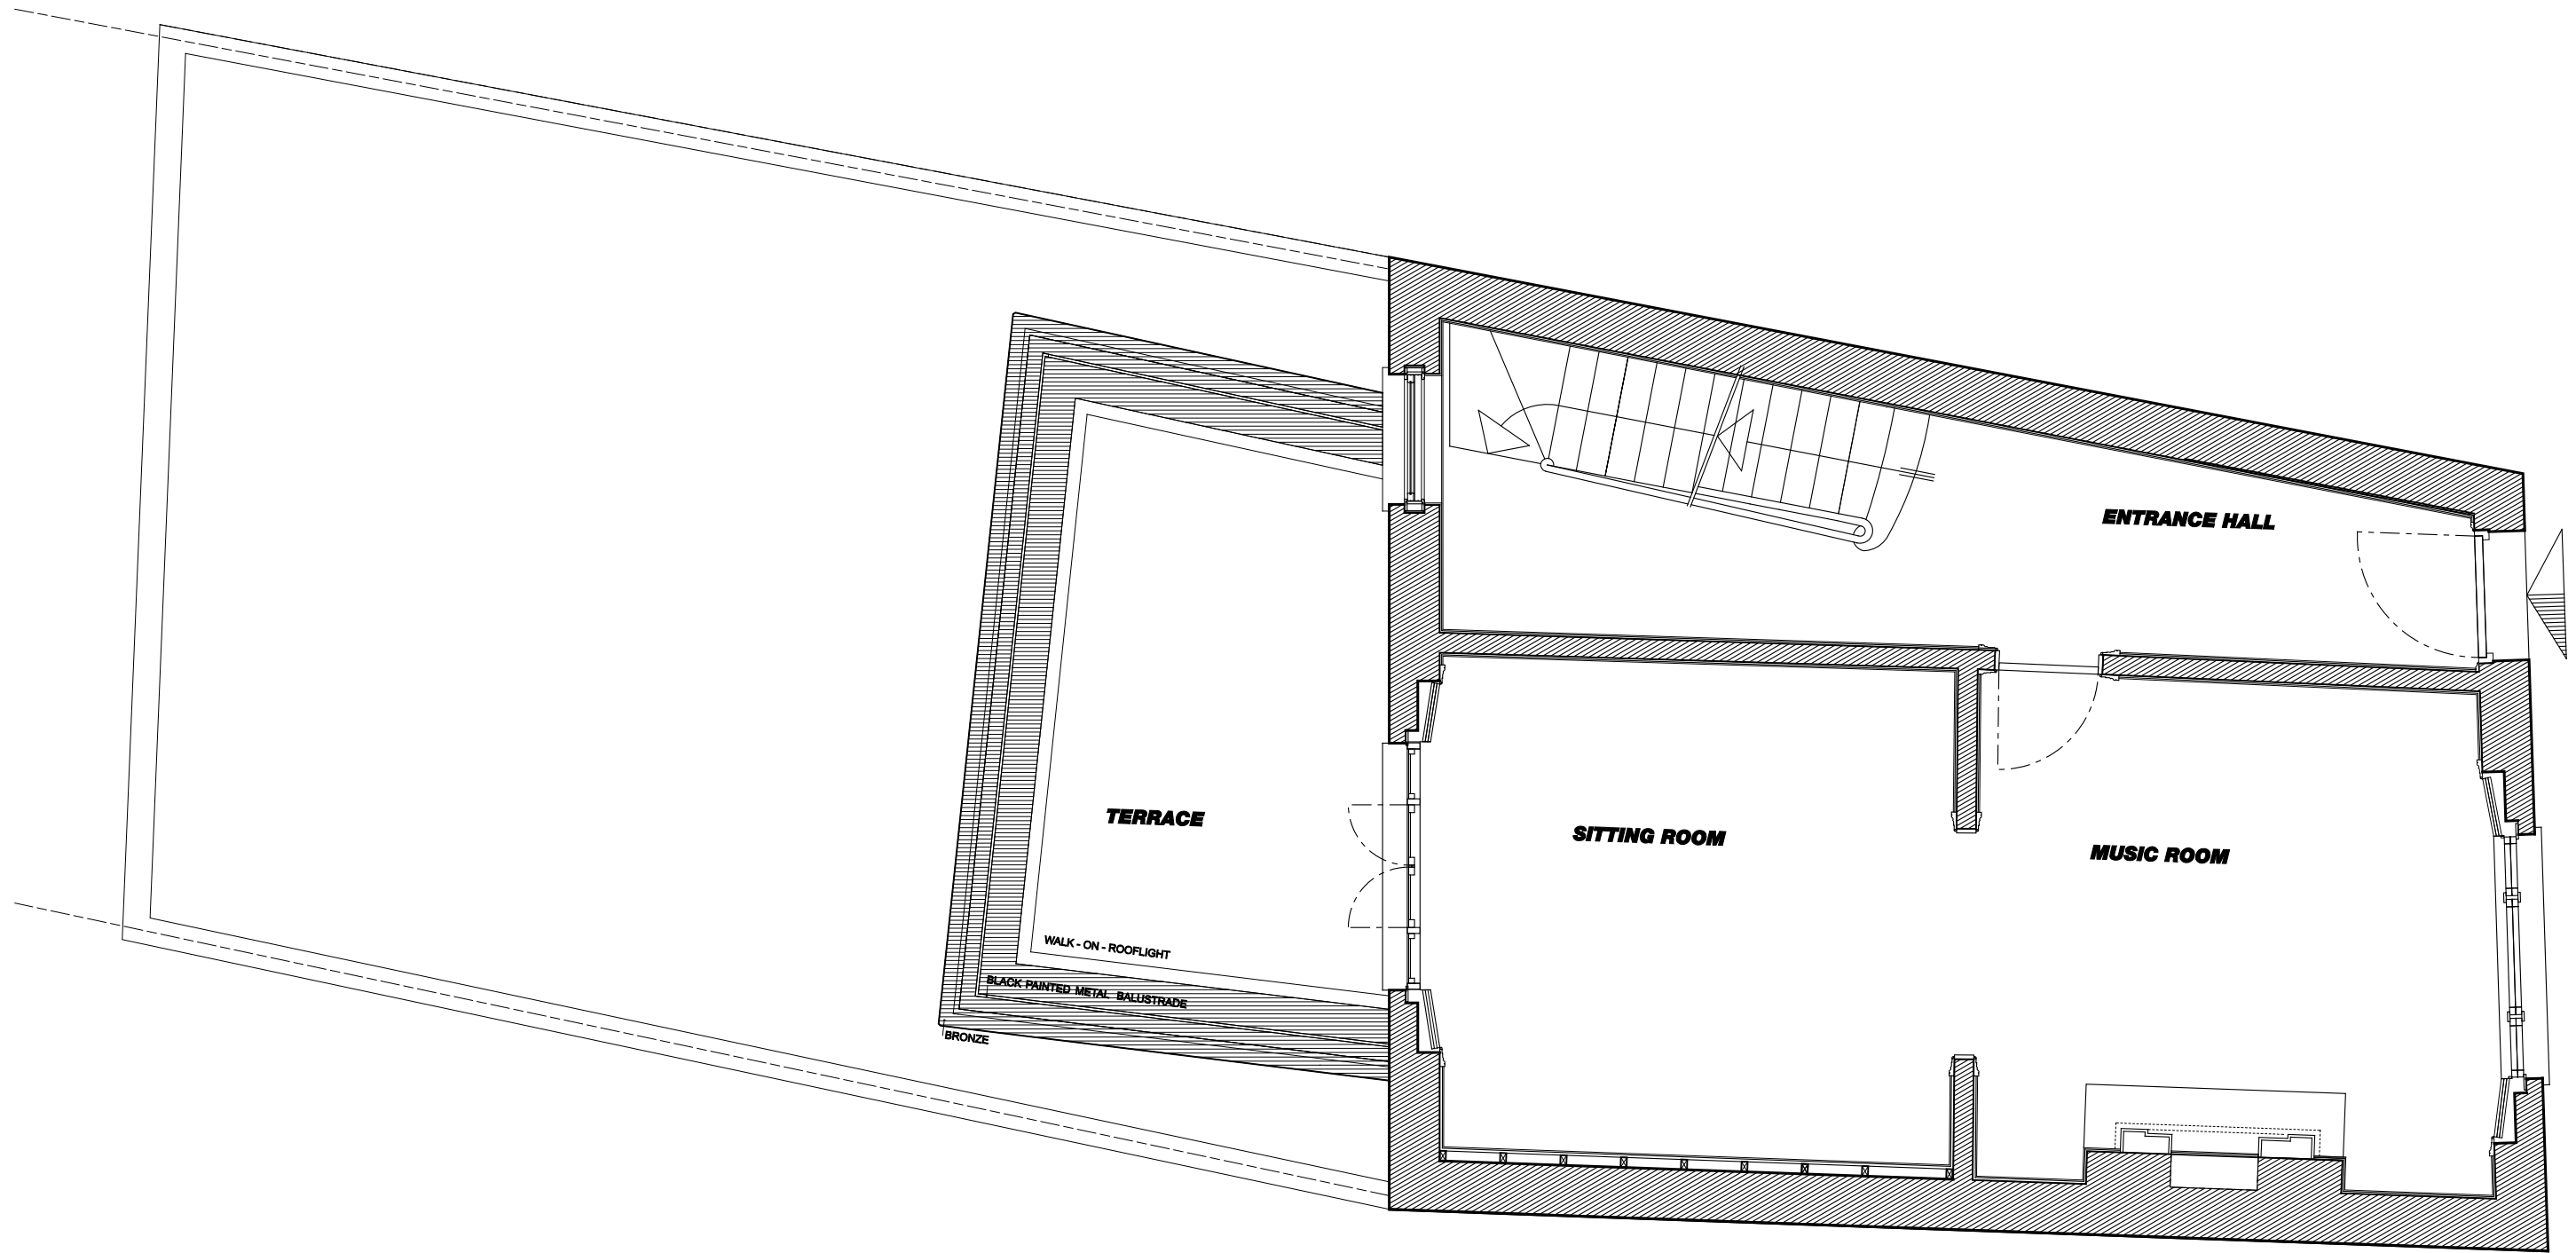 ENTRANCE HALL
TERRACE
SITTING ROOM
MUSIC ROOM
WALK - ON - ROOFLIGHT
BLACK PAINTED METAL BALUSTRADE
BRONZE